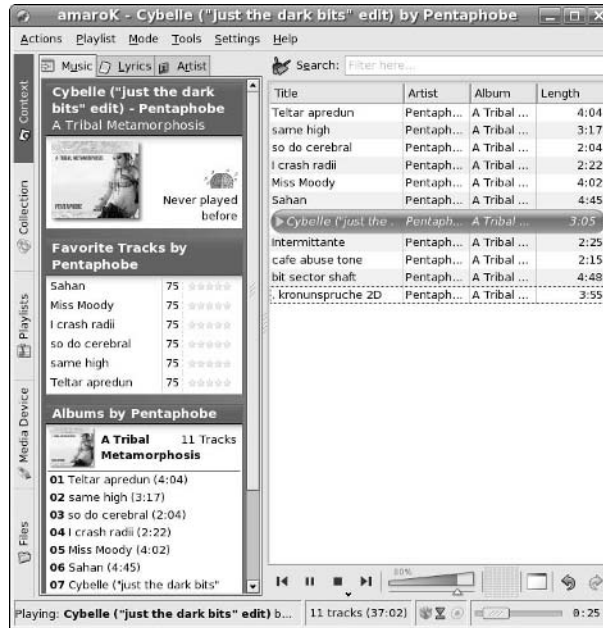 amaroK - Cybelle ("just the dark bits" edit) by Pentaphobe
Actions Playlist Mode Tools Settings Help
Context
Collection
Playlists
Media Device
Files
Music Lyrics Artist
Cybelle ("just the dark
bits" edit) - Pentaphobe
A Tribal Metamorphosis
Never played
before
Favorite Tracks by
Pentaphobe
Sahan 75
Miss Moody 75
I crash radii 75
so do cerebral 75
same high 75
Teltar apredun 75
Albums by Pentaphobe
A Tribal 11 Tracks
Metamorphosis
01 Teltar apredun (4:04)
02 same high (3:17)
03 so do cerebral (2:04)
04 I crash radii (2:22)
05 Miss Moody (4:02)
06 Sahan (4:45)
07 Cybelle ("just the dark bits"
Search: Filter here...
Title Artist Album Length
Teltar apredun Pentaph... A Tribal ... 4:04
same high Pentaph... A Tribal ... 3:17
so do cerebral Pentaph... A Tribal ... 2:04
I crash radii Pentaph... A Tribal ... 2:22
Miss Moody Pentaph... A Tribal ... 4:02
Sahan Pentaph... A Tribal ... 4:45
Cybelle ("just the . Pentaph... A Tribal ... 3:05
Intermittante Pentaph... A Tribal ... 2:25
cafe abuse tone Pentaph... A Tribal ... 2:15
bit sector shaft Pentaph... A Tribal ... 4:48
. kronunspruche 2D Pentaph... A Tribal ... 3:55
80%
Playing: Cybelle ("just the dark bits" edit) b... 11 tracks (37:02) 0:25